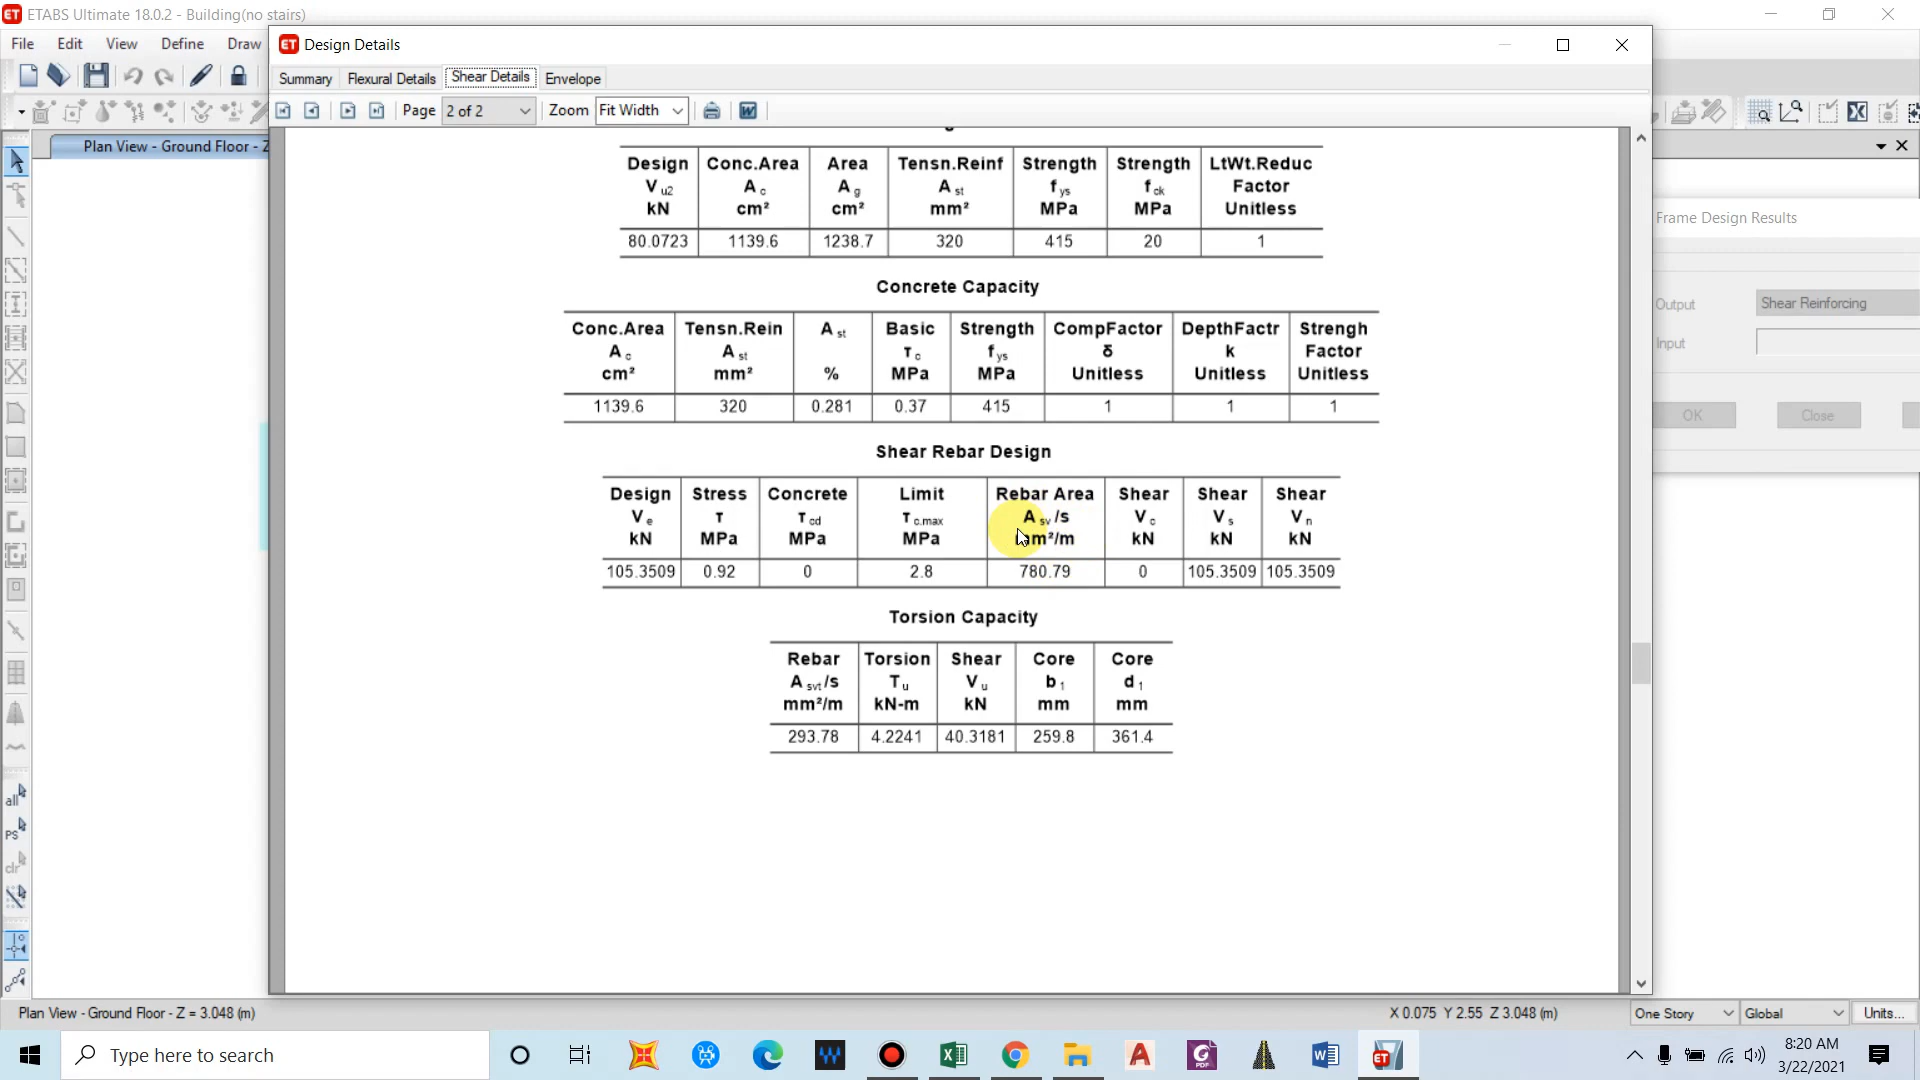 ETABS Ultimate 18.0.2 - Building(no stairs)
File Edit View Define Draw
Design Details
Summary Flexural Details Shear Details Envelope
Page 2 of 2 Zoom Fit Width
Plan View - Ground Floor - Z
Design Conc.Area Area Tensn.Reinf Strength Strength LtWt.Reduc
V u2 A c A g A st f ys f ck Factor
kN cm² cm² mm² MPa MPa Unitless
80.0723 1139.6 1238.7 320 415 20 1
Concrete Capacity
Conc.Area Tensn.Rein A st Basic Strength CompFactor DepthFactr Strengh
A c A st τ c f ys δ k Factor
cm² mm² % MPa MPa Unitless Unitless Unitless
1139.6 320 0.281 0.37 415 1 1 1
Shear Rebar Design
Design Stress Concrete Limit Rebar Area Shear Shear Shear
V e τ τ cd τ c.max A sv /s V c V s V n
kN MPa MPa MPa mm²/m kN kN kN
105.3509 0.92 0 2.8 780.79 0 105.3509 105.3509
Torsion Capacity
Rebar Torsion Shear Core Core
A svt /s T u V u b 1 d 1
mm²/m kN-m kN mm mm
293.78 4.2241 40.3181 259.8 361.4
Frame Design Results
Output Shear Reinforcing
Input
OK Close
all
PS
clr
Plan View - Ground Floor - Z = 3.048 (m) X 0.075 Y 2.55 Z 3.048 (m) One Story Global Units...
Type here to search
8:20 AM
3/22/2021